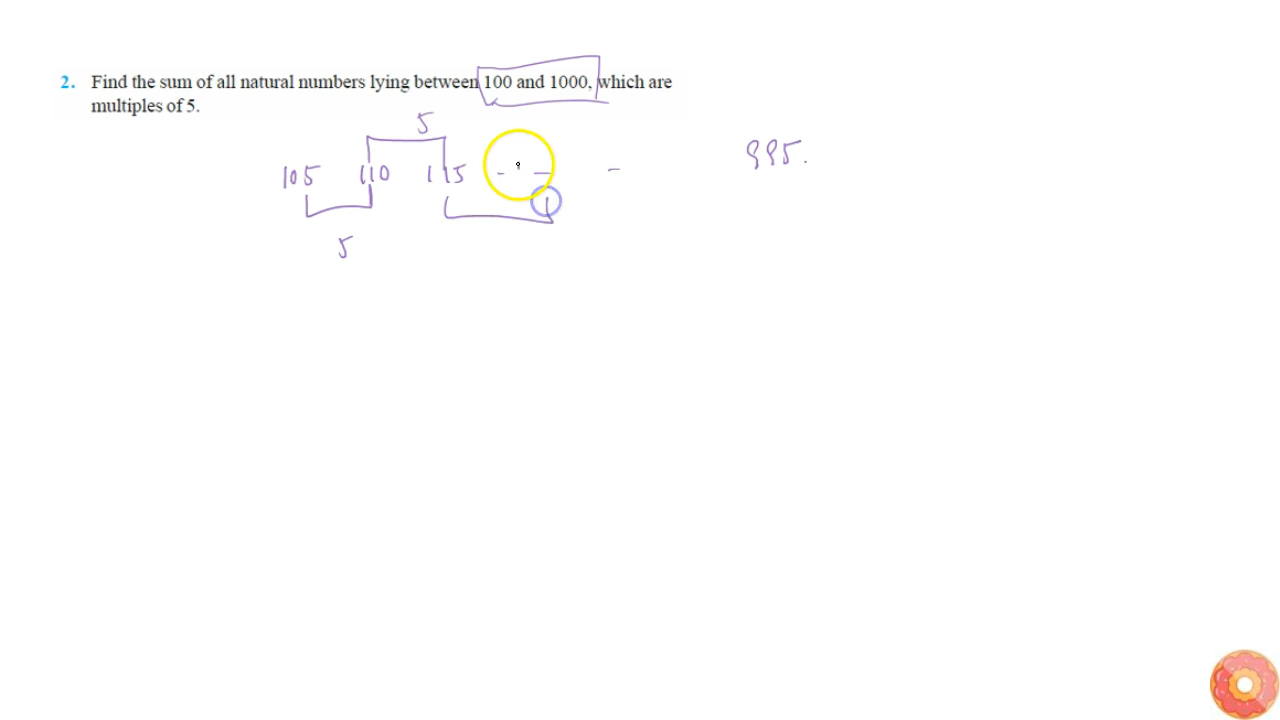 2. Find the sum of all natural numbers lying between 100 and 1000, which are
multiples of 5.
5
105 110 115 - - - 995.
5